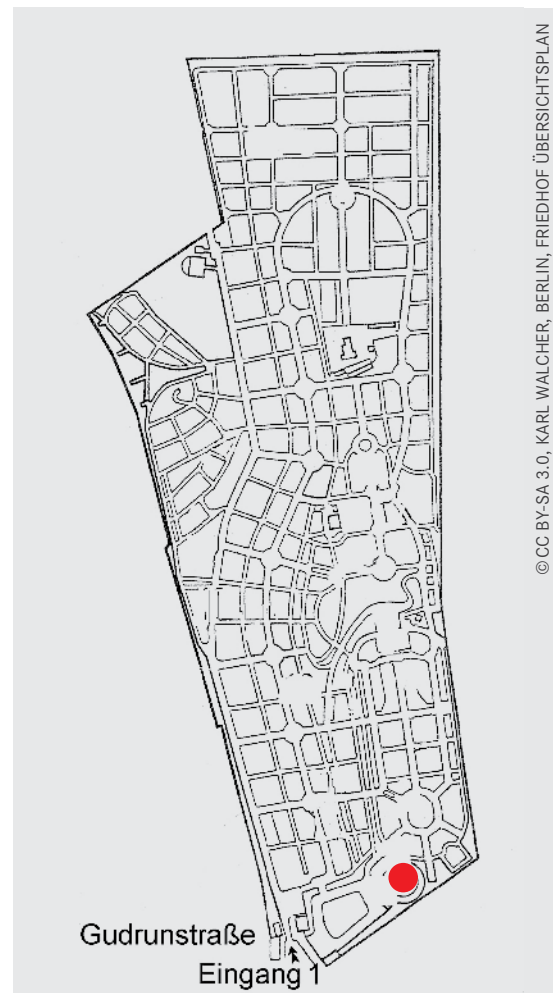 © CC BY-SA 3.0, KARL WALCHER, BERLIN, FRIEDHOF ÜBERSICHTSPLAN
Gudrunstraße
Eingang 1